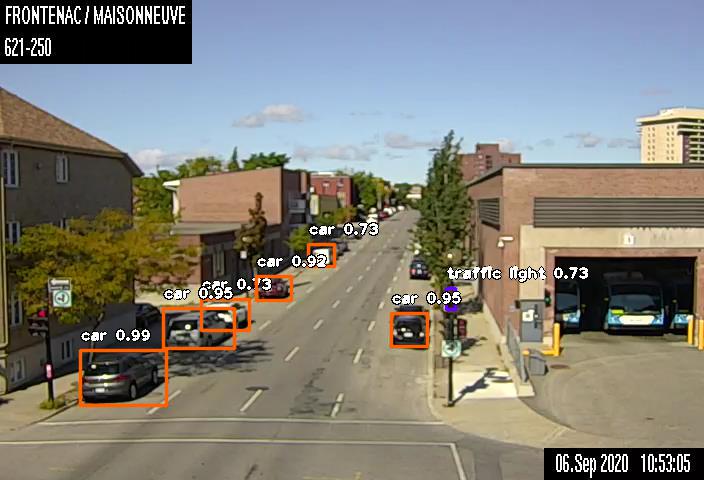 FRONTENAC / MAISONNEUVE
621-250
car 0.73
car 0.92
traffic light 0.73
car 0.73
car 0.95
car 0.95
car 0.99
1
06.Sep 2020 10:53:05